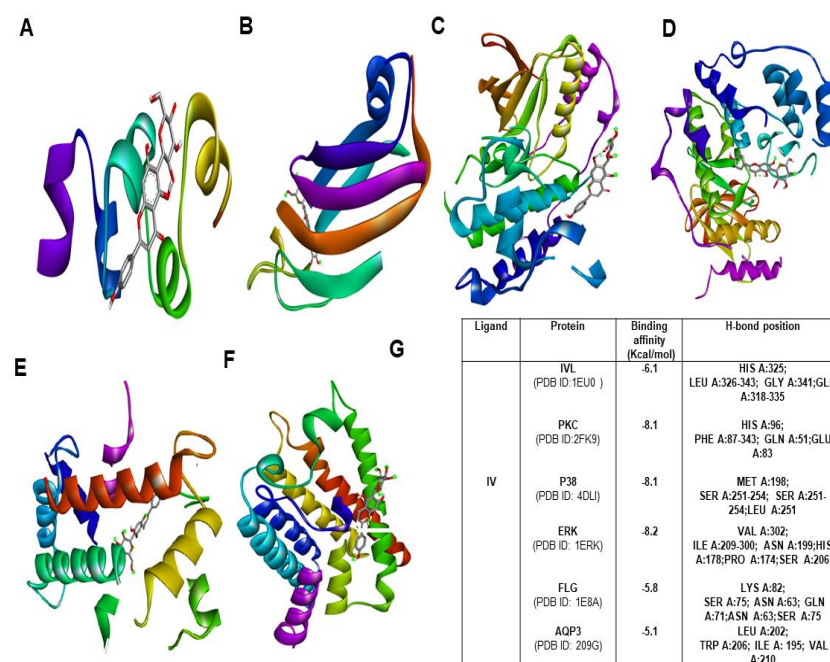 A
B
C
D
E
F
G
Ligand Protein Binding affinity (Kcal/mol) H-bond position
IV
IVL (PDB ID:1EU0 ) -6.1
HIS A:325;
LEU A:326-343; GLY A:341;
A:318-335
PKC (PDB ID:2FK9) -8.1
HIS A:96;
PHE A:87-343; GLN A:51;GLU
A:83
P38 (PDB ID: 4DLI) -8.1
MET A:198;
SER A:251-254; SER A:251-
254;LEU A:251
ERK (PDB ID: 1ERK) -8.2
VAL A:302;
ILE A:209-300; ASN A:199;HIS
A:178;PRO A:174;SER A:206
FLG (PDB ID: 1E8A) -5.8
LYS A:82;
SER A:75; ASN A:63; GLN
A:71;ASN A:63;SER A:75
AQP3 (PDB ID: 209G) -5.1
LEU A:202;
TRP A:206; ILE A: 195; VAL
A:210